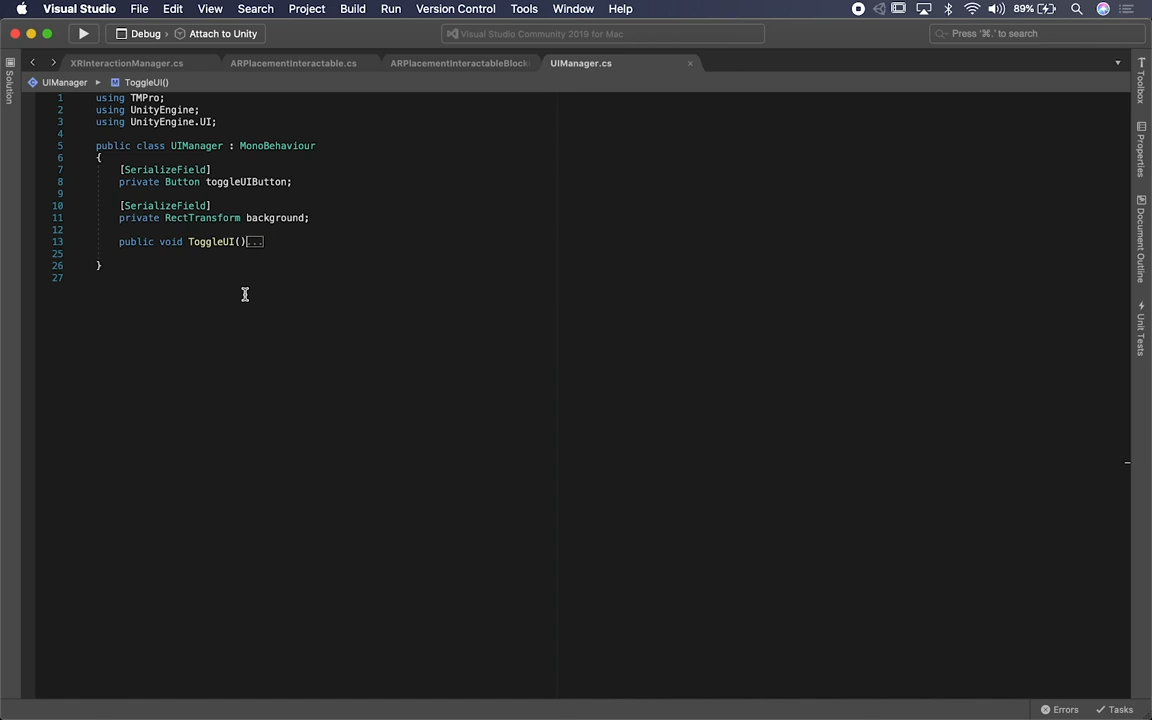 Visual Studio File Edit View Search Project Build Run Version Control Tools Window Help 89%
Debug Attach to Unity Visual Studio Community 2019 for Mac Press '⌘.' to search
XRInteractionManager.cs ARPlacementInteractable.cs ARPlacementInteractableBlock UIManager.cs
UIManager ToggleUI()
1 using TMPro;
2 using UnityEngine;
3 using UnityEngine.UI;
4
5 public class UIManager : MonoBehaviour
6 {
7 [SerializeField]
8 private Button toggleUIButton;
9
10 [SerializeField]
11 private RectTransform background;
12
13 public void ToggleUI()...
25
26 }
27
Solution
Toolbox
Properties
Document Outline
Unit Tests
Errors Tasks